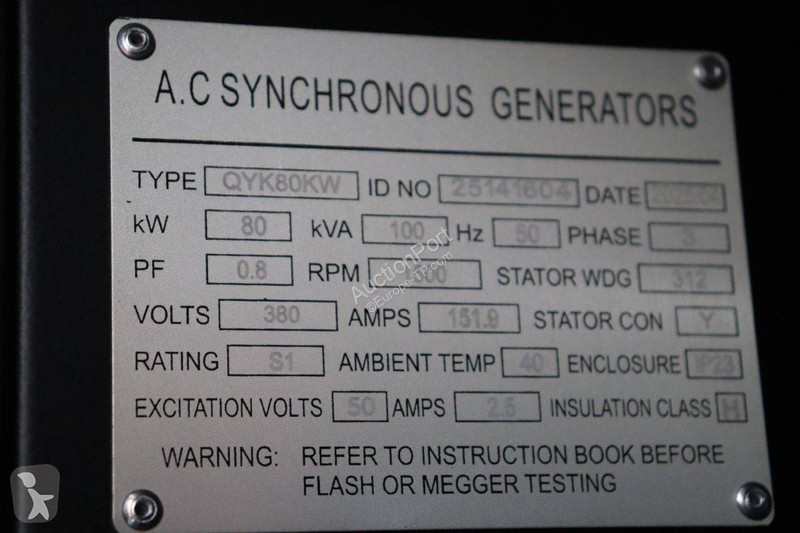 A.C SYNCHRONOUS GENERATORS
TYPE QYK80KW ID NO 25141604 DATE
kW 80 kVA 100 Hz 50 PHASE 3
PF 0.8 RPM STATOR WDG 312
VOLTS 380 AMPS 151.9 STATOR CON Y
RATING S1 AMBIENT TEMP 40 ENCLOSURE IP23
EXCITATION VOLTS 50 AMPS 2.5 INSULATION CLASS H
WARNING: REFER TO INSTRUCTION BOOK BEFORE
FLASH OR MEGGER TESTING
AuctionPort